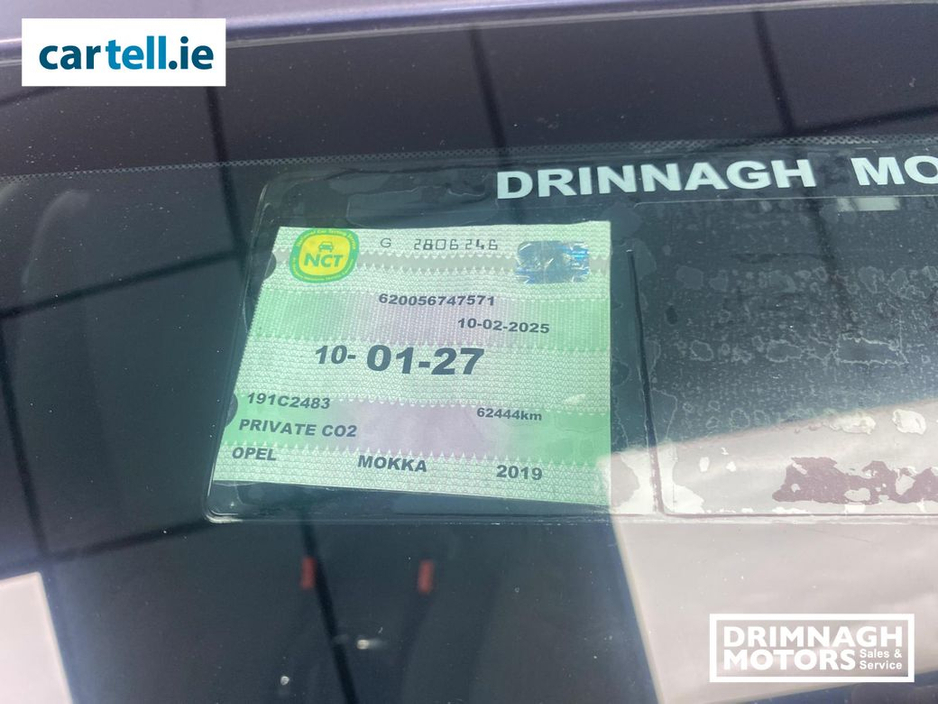 cartell.ie
DRINNAGH MO
NCT
G 2806246
620056747571
10-02-2025
10-01-27
191C2483
62444km
PRIVATE CO2
OPEL MOKKA 2019
DRIMNAGH
MOTORS Sales &
Service